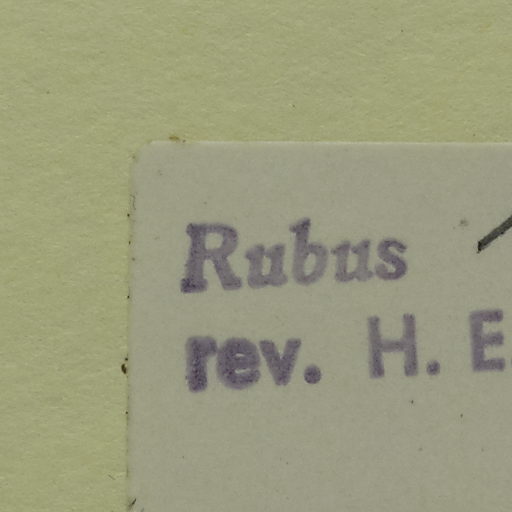 Rubus
rev. H. E.